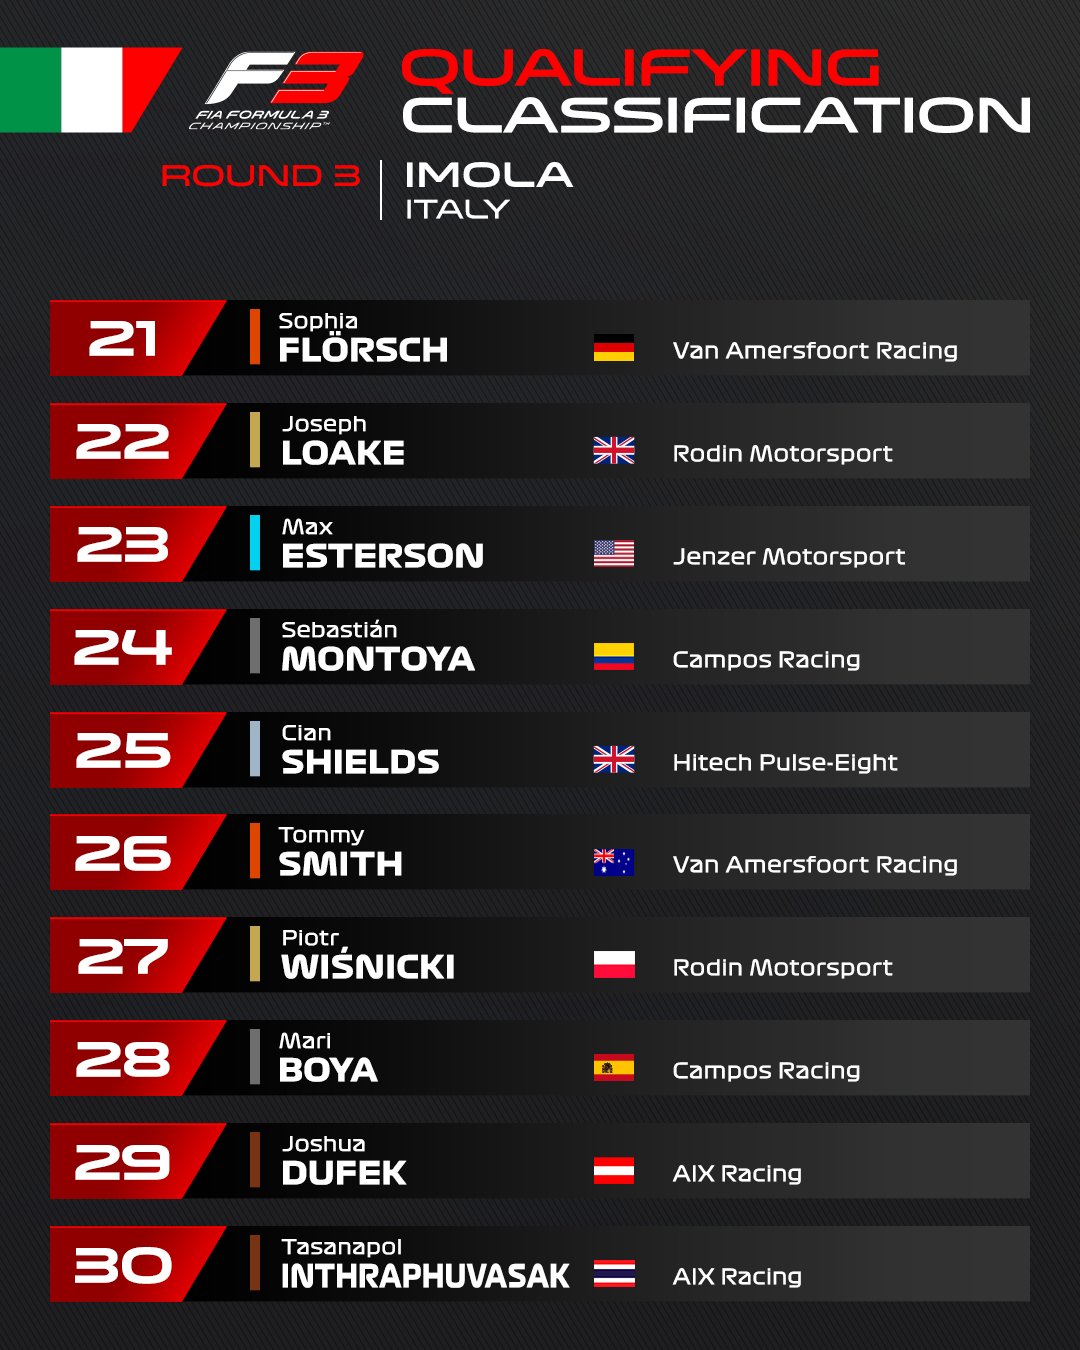 F3
FIA FORMULA 3
CHAMPIONSHIP™
QUALIFYING
CLASSIFICATION
ROUND 3
IMOLA
ITALY
21 Sophia
FLÖRSCH Van Amersfoort Racing
22 Joseph
LOAKE Rodin Motorsport
23 Max
ESTERSON Jenzer Motorsport
24 Sebastián
MONTOYA Campos Racing
25 Cian
SHIELDS Hitech Pulse-Eight
26 Tommy
SMITH Van Amersfoort Racing
27 Piotr
WIŚNICKI Rodin Motorsport
28 Mari
BOYA Campos Racing
29 Joshua
DUFEK AIX Racing
30 Tasanapol
INTHRAPHUVASAK AIX Racing